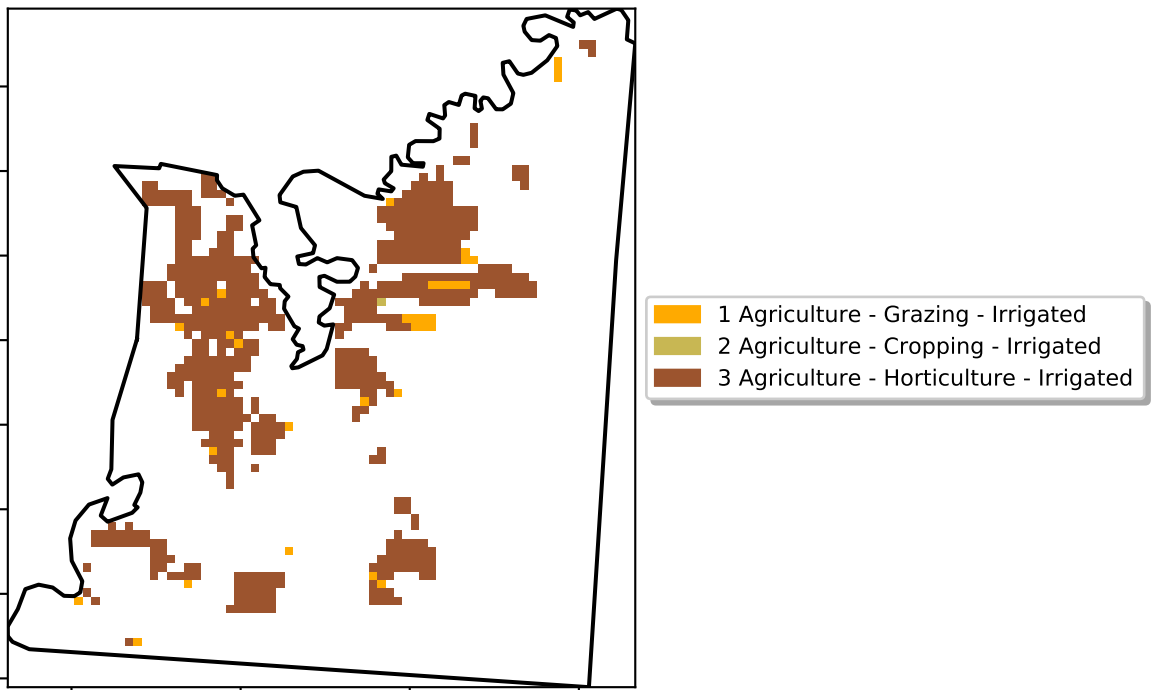 1 Agriculture - Grazing - Irrigated
2 Agriculture - Cropping - Irrigated
3 Agriculture - Horticulture - Irrigated